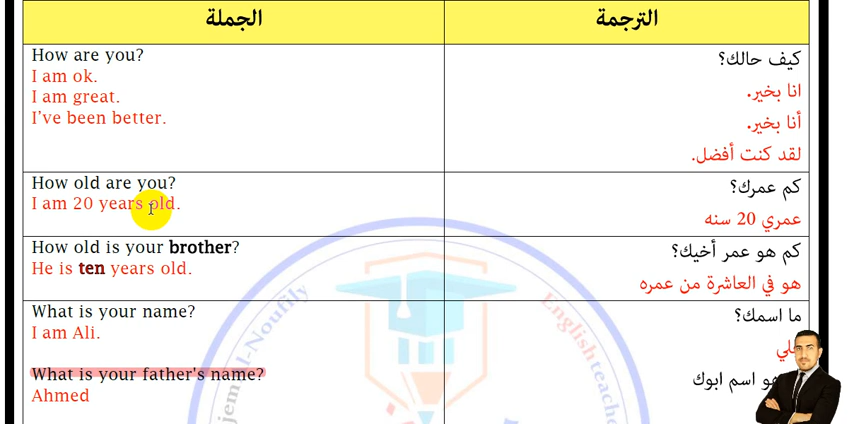 الجملة
الترجمة
How are you?
I am ok.
I am great.
I've been better.
كيف حالك؟
انا بخير.
أنا بخير.
لقد كنت أفضل.
How old are you?
I am 20 years old.
كم عمرك؟
عمري 20 سنه
How old is your brother?
He is ten years old.
كم هو عمر أخيك؟
هو في العاشرة من عمره
What is your name?
I am Ali.
ما اسمك؟
What is your father's name?
Ahmed
اسم ابوك